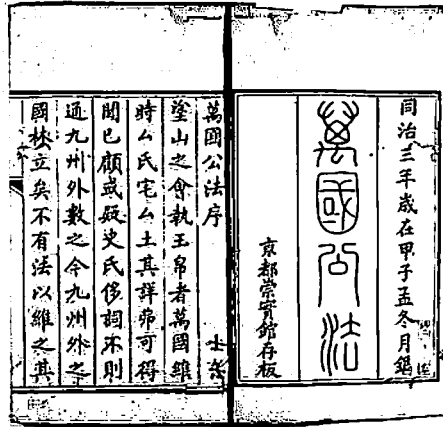 同治三年歲在甲子孟冬月鐫
萬國公法
京都崇實館存板
萬國公法序
塗山之會執玉帛者萬國維
時厶氏宅厶土其詳弗可得
聞已顧或疑史氏侈詞不則
通九州外數之今九州外之
國林立矣不有法以維之其